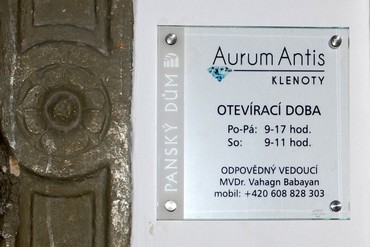 PANSKÝ DŮM
Aurum Antis
KLENOTY
OTEVÍRACÍ DOBA
Po-Pá: 9-17 hod.
So: 9-11 hod.
ODPOVĚDNÝ VEDOUCÍ
MVDr. Vahagn Babayan
mobil: +420 608 828 303